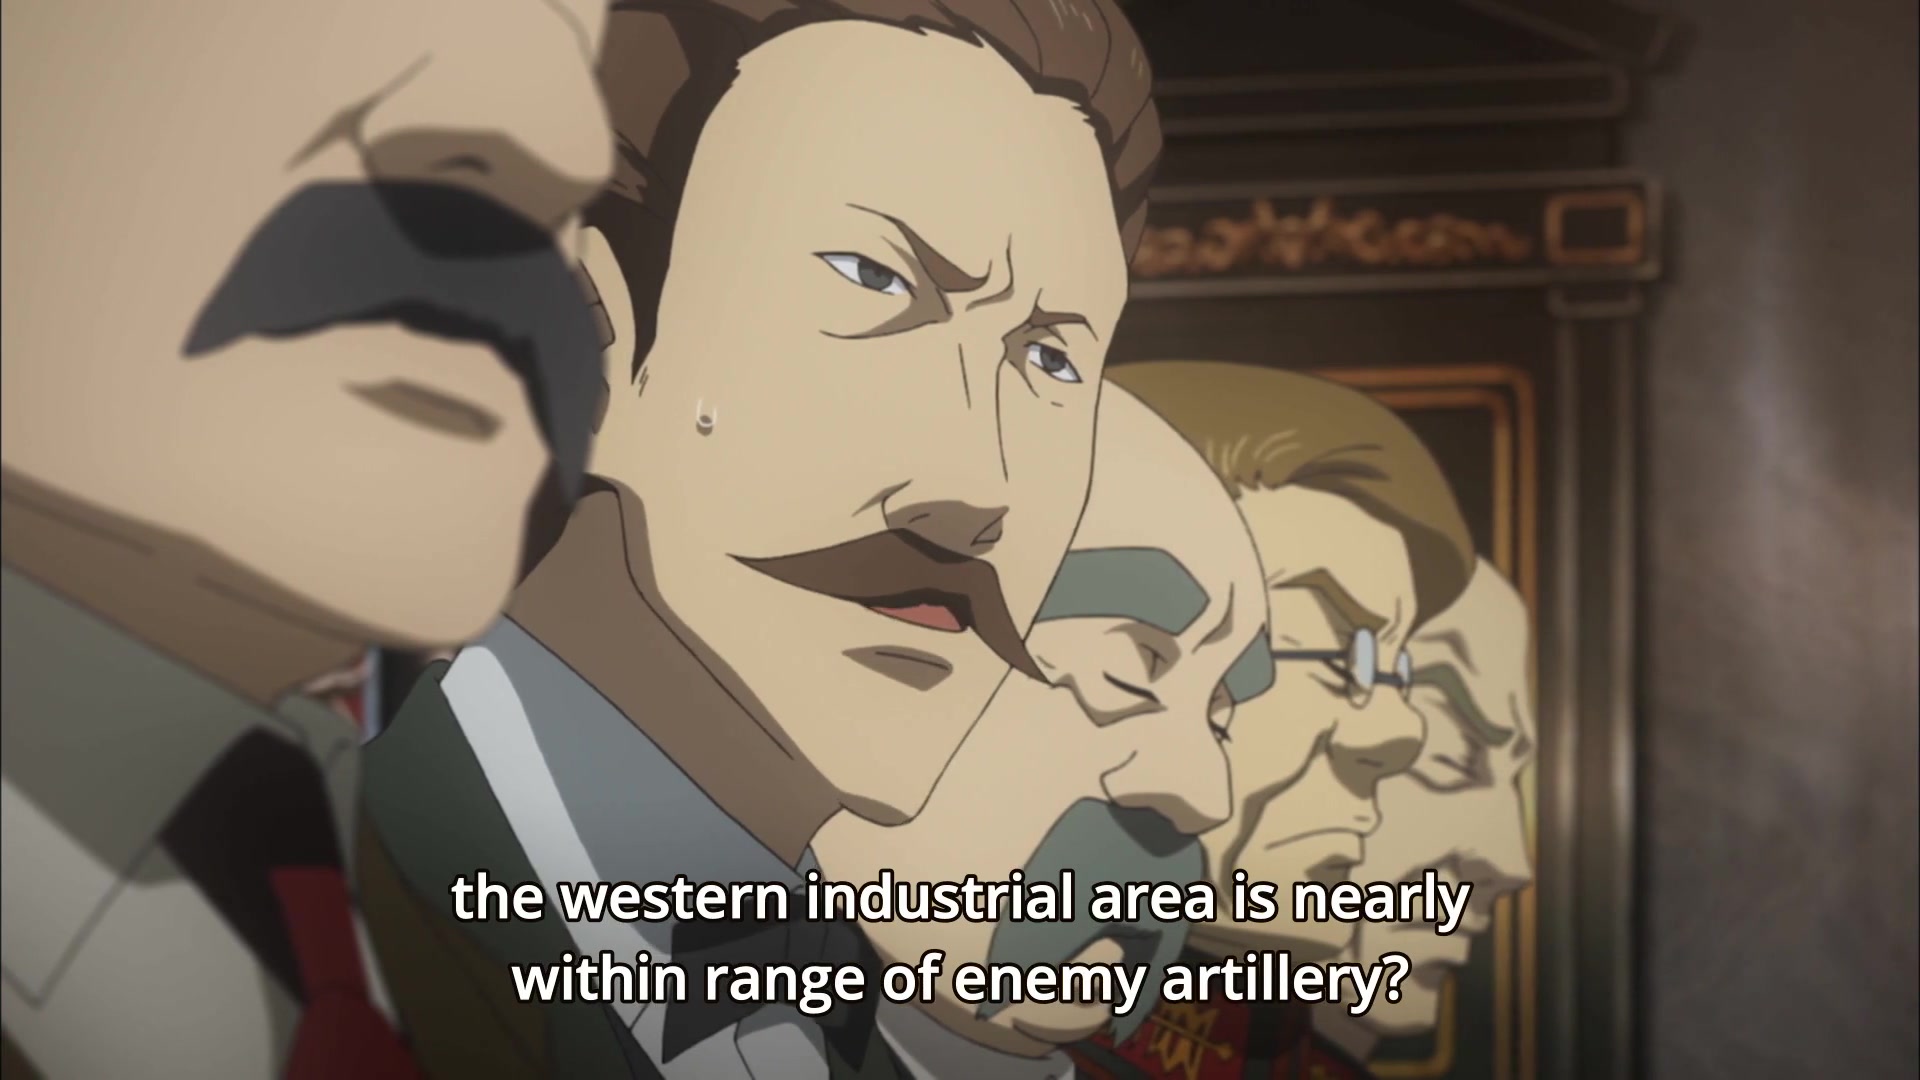 the western industrial area is nearly
within range of enemy artillery?